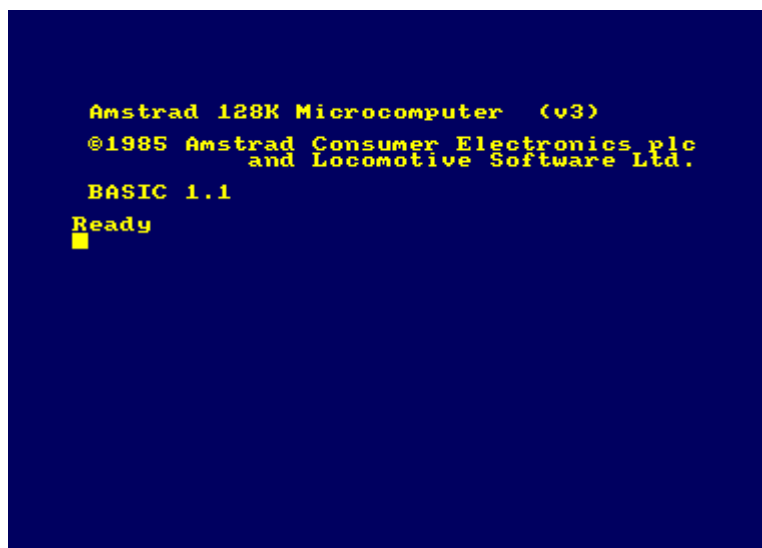 Amstrad 128K Microcomputer (v3)
©1985 Amstrad Consumer Electronics plc
and Locomotive Software Ltd.
BASIC 1.1
Ready